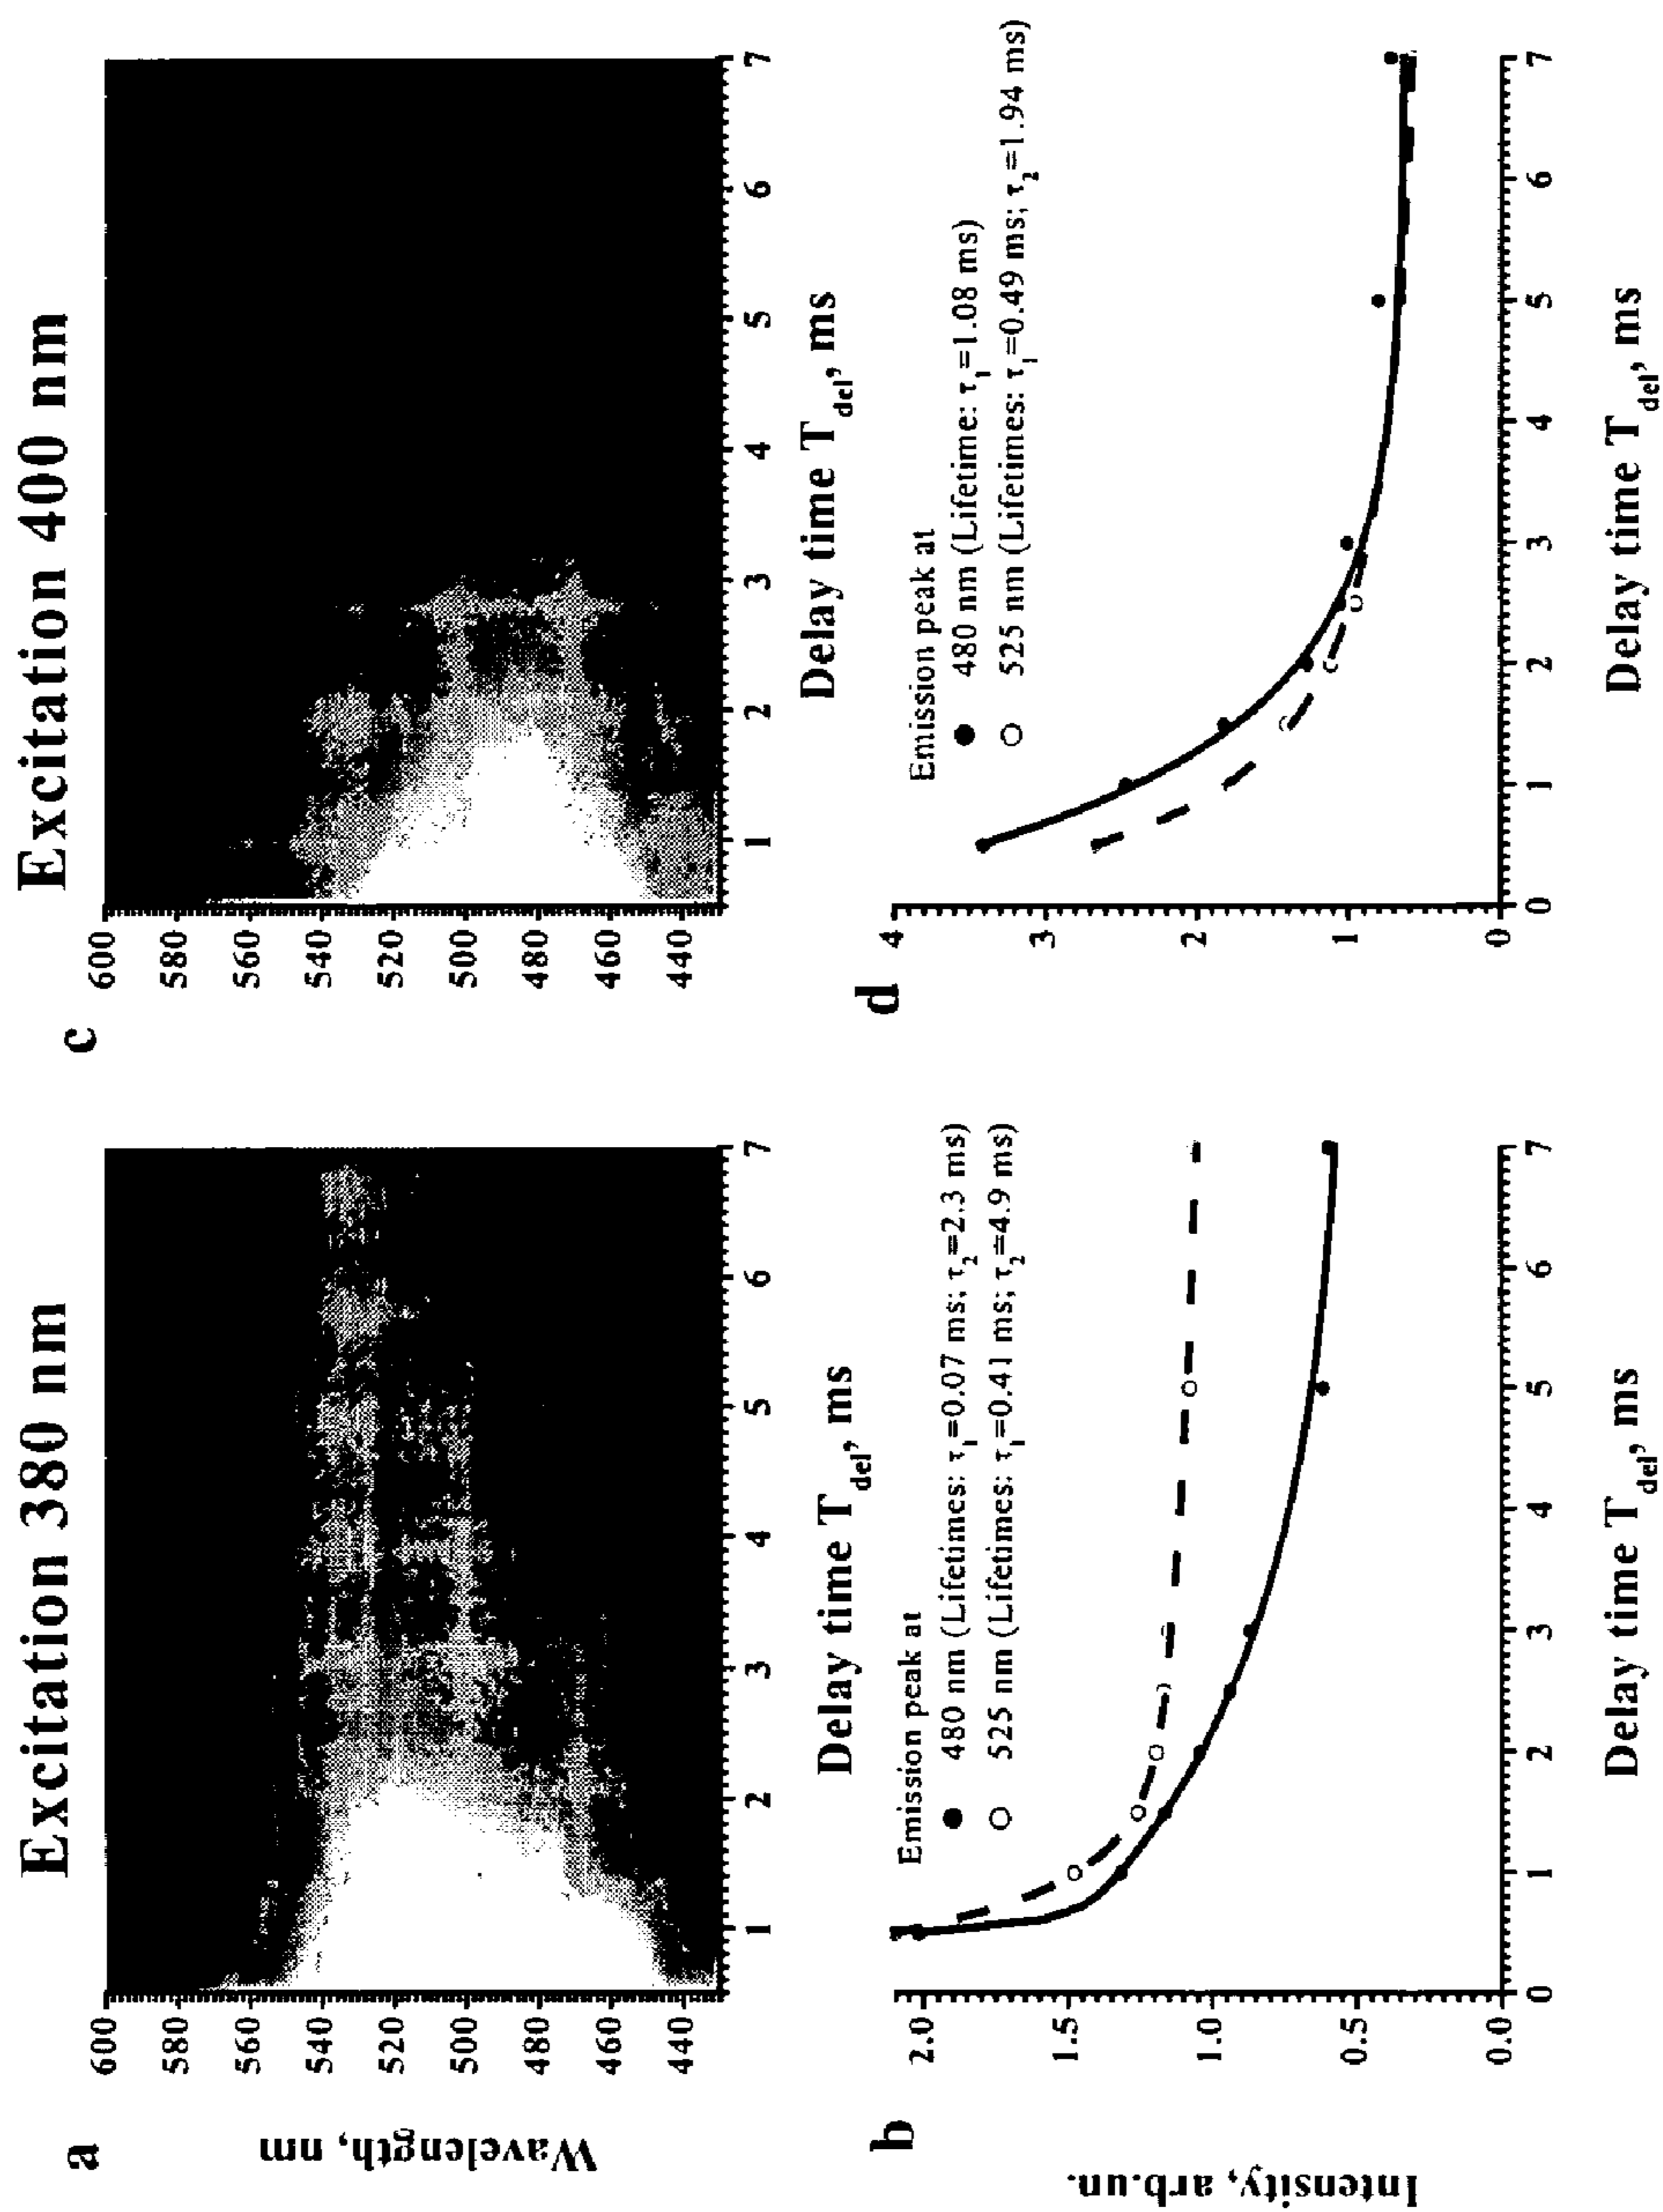 Excitation 380 nm
a
Wavelength, nm
600
580
560
540
520
500
480
460
440
1 2 3 4 5 6 7
Delay time T_del, ms
b
Intensity, arb.un.
2.0
1.5
1.0
0.5
0.0
Emission peak at
● 480 nm (Lifetimes: τ₁=0.07 ms; τ₂=2.3 ms)
○ 525 nm (Lifetimes: τ₁=0.41 ms; τ₂=4.9 ms)
0 1 2 3 4 5 6 7
Delay time T_del, ms
Excitation 400 nm
c
600
580
560
540
520
500
480
460
440
1 2 3 4 5 6 7
Delay time T_del, ms
d
4
3
2
1
0
Emission peak at
● 480 nm (Lifetime: τ₁=1.08 ms)
○ 525 nm (Lifetimes: τ₁=0.49 ms; τ₂=1.94 ms)
0 1 2 3 4 5 6 7
Delay time T_del, ms